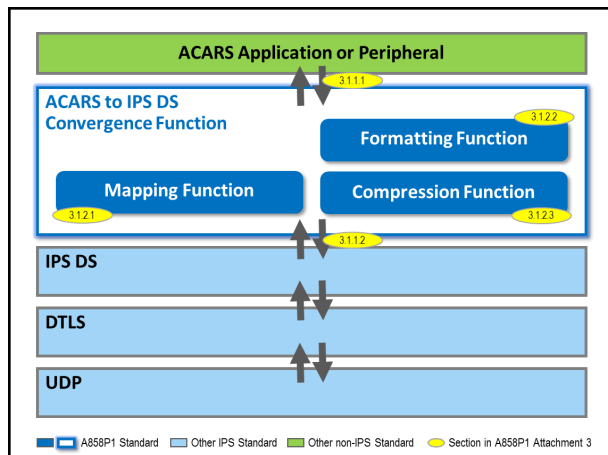 ACARS Application or Peripheral
3.1.1.1
ACARS to IPS DS
Convergence Function
3.1.2.2
Formatting Function
Mapping Function
Compression Function
3.1.2.1
3.1.2.3
3.1.1.2
IPS DS
DTLS
UDP
A858P1 Standard Other IPS Standard Other non-IPS Standard Section in A858P1 Attachment 3